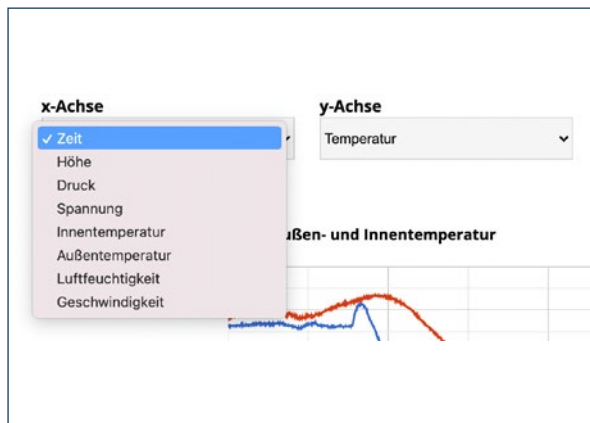 x-Achse
y-Achse
✓ Zeit
Temperatur
Höhe
Druck
Spannung
Innentemperatur
ußen- und Innentemperatur
Außentemperatur
Luftfeuchtigkeit
Geschwindigkeit